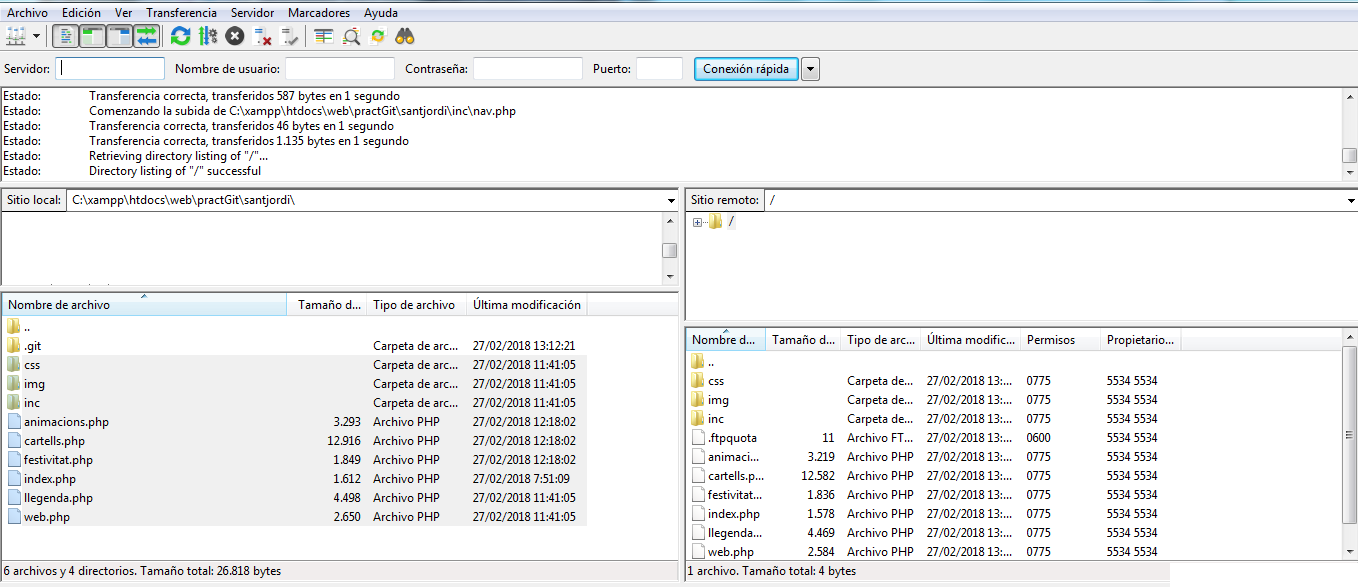 Archivo Edición Ver Transferencia Servidor Marcadores Ayuda
Servidor: Nombre de usuario: Contraseña: Puerto: Conexión rápida
Estado: Transferencia correcta, transferidos 587 bytes en 1 segundo
Estado: Comenzando la subida de C:\xampp\htdocs\web\practGit\santjordi\inc\nav.php
Estado: Transferencia correcta, transferidos 46 bytes en 1 segundo
Estado: Transferencia correcta, transferidos 1.135 bytes en 1 segundo
Estado: Retrieving directory listing of "/"...
Estado: Directory listing of "/" successful
Sitio local: C:\xampp\htdocs\web\practGit\santjordi\
Nombre de archivo Tamaño d... Tipo de archivo Última modificación
..
.git Carpeta de arc... 27/02/2018 13:12:21
css Carpeta de arc... 27/02/2018 11:41:05
img Carpeta de arc... 27/02/2018 11:41:05
inc Carpeta de arc... 27/02/2018 11:41:05
animacions.php 3.293 Archivo PHP 27/02/2018 12:18:02
cartells.php 12.916 Archivo PHP 27/02/2018 12:18:02
festivitat.php 1.849 Archivo PHP 27/02/2018 12:18:02
index.php 1.612 Archivo PHP 27/02/2018 7:51:09
llegenda.php 4.498 Archivo PHP 27/02/2018 11:41:05
web.php 2.650 Archivo PHP 27/02/2018 11:41:05
6 archivos y 4 directorios. Tamaño total: 26.818 bytes
Sitio remoto: /
/
Nombre d... Tamaño d... Tipo de arc... Última modific... Permisos Propietario...
..
css Carpeta de... 27/02/2018 13:... 0775 5534 5534
img Carpeta de... 27/02/2018 13:... 0775 5534 5534
inc Carpeta de... 27/02/2018 13:... 0775 5534 5534
.ftpquota 11 Archivo FT... 27/02/2018 13:... 0600 5534 5534
animaci... 3.219 Archivo PHP 27/02/2018 13:... 0775 5534 5534
cartells.p... 12.582 Archivo PHP 27/02/2018 13:... 0775 5534 5534
festivitat... 1.836 Archivo PHP 27/02/2018 13:... 0775 5534 5534
index.php 1.578 Archivo PHP 27/02/2018 13:... 0775 5534 5534
llegenda... 4.469 Archivo PHP 27/02/2018 13:... 0775 5534 5534
web.php 2.584 Archivo PHP 27/02/2018 13:... 0775 5534 5534
1 archivo. Tamaño total: 4 bytes